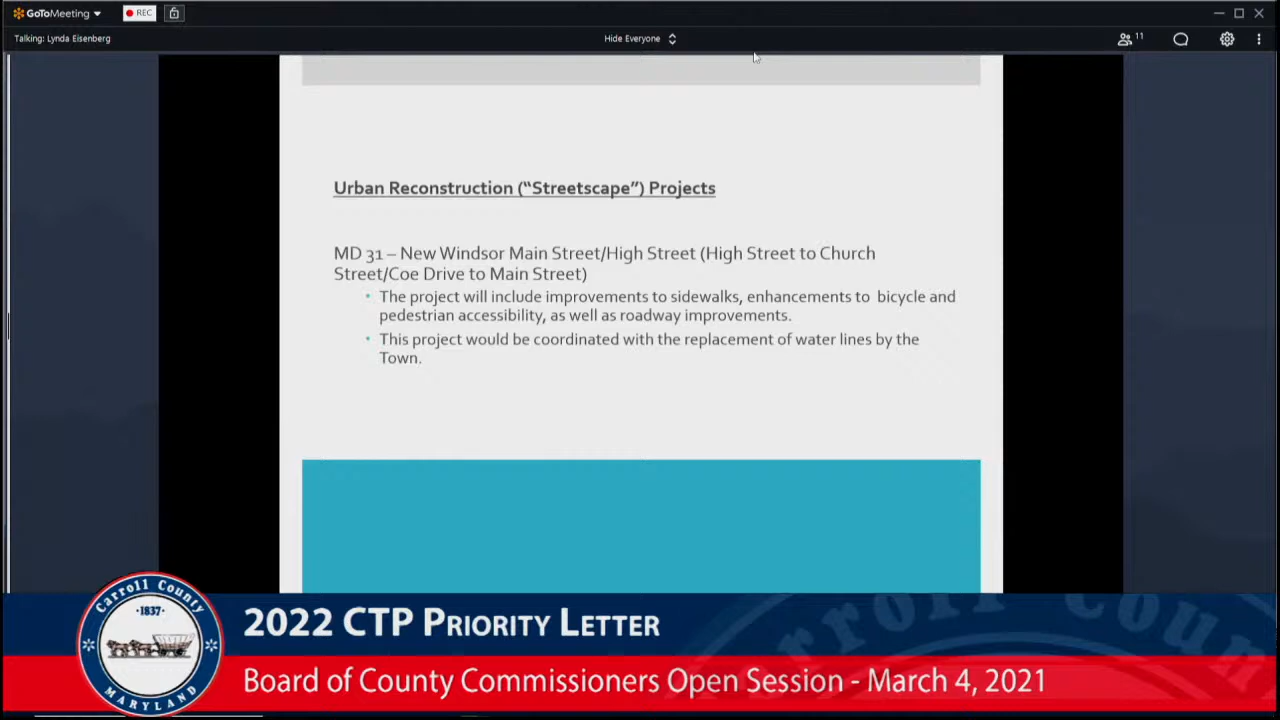 GoToMeeting
REC
Talking: Lynda Eisenberg
Hide Everyone
11
Urban Reconstruction (“Streetscape”) Projects
MD 31 – New Windsor Main Street/High Street (High Street to Church
Street/Coe Drive to Main Street)
• The project will include improvements to sidewalks, enhancements to bicycle and
pedestrian accessibility, as well as roadway improvements.
• This project would be coordinated with the replacement of water lines by the
Town.
Carroll County
·1837·
MARYLAND
2022 CTP PRIORITY LETTER
Board of County Commissioners Open Session - March 4, 2021
Carroll County